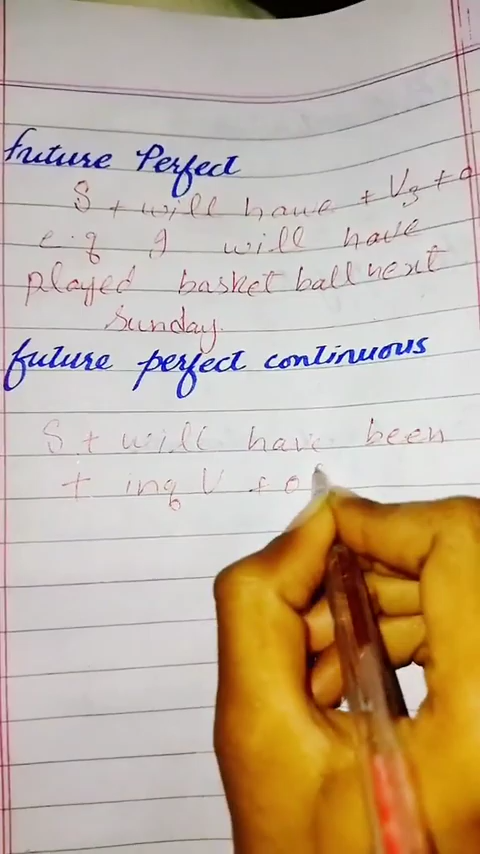 future Perfect
S + will have + V3 + o
e.g I will have
played basket ball next
Sunday.
future perfect continuous
S + will have been
+ ing V + o